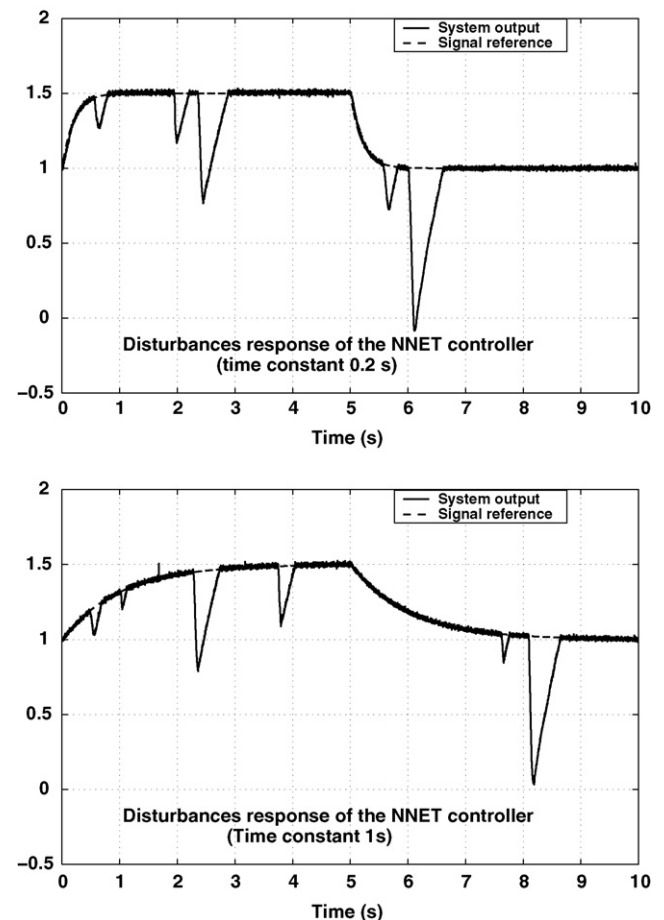 2
System output
Signal reference
1.5
1
0.5
0
Disturbances response of the NNET controller
(time constant 0.2 s)
−0.5
0 1 2 3 4 5 6 7 8 9 10
Time (s)
2
System output
Signal reference
1.5
1
0.5
0
Disturbances response of the NNET controller
(Time constant 1s)
−0.5
0 1 2 3 4 5 6 7 8 9 10
Time (s)